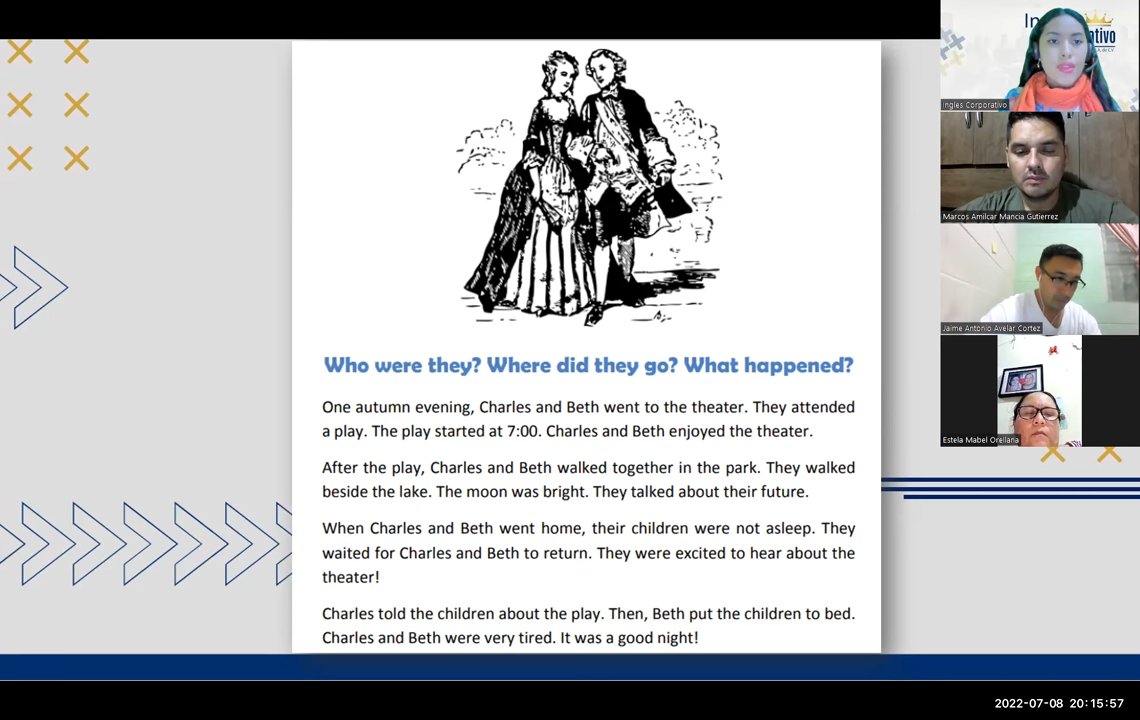 Ingles Corporativo
Marcos Amilcar Mancia Gutierrez
Jaime Antonio Avelar Cortez
Estela Mabel Orellana
Who were they? Where did they go? What happened?
One autumn evening, Charles and Beth went to the theater. They attended
a play. The play started at 7:00. Charles and Beth enjoyed the theater.
After the play, Charles and Beth walked together in the park. They walked
beside the lake. The moon was bright. They talked about their future.
When Charles and Beth went home, their children were not asleep. They
waited for Charles and Beth to return. They were excited to hear about the
theater!
Charles told the children about the play. Then, Beth put the children to bed.
Charles and Beth were very tired. It was a good night!
2022-07-08 20:15:57